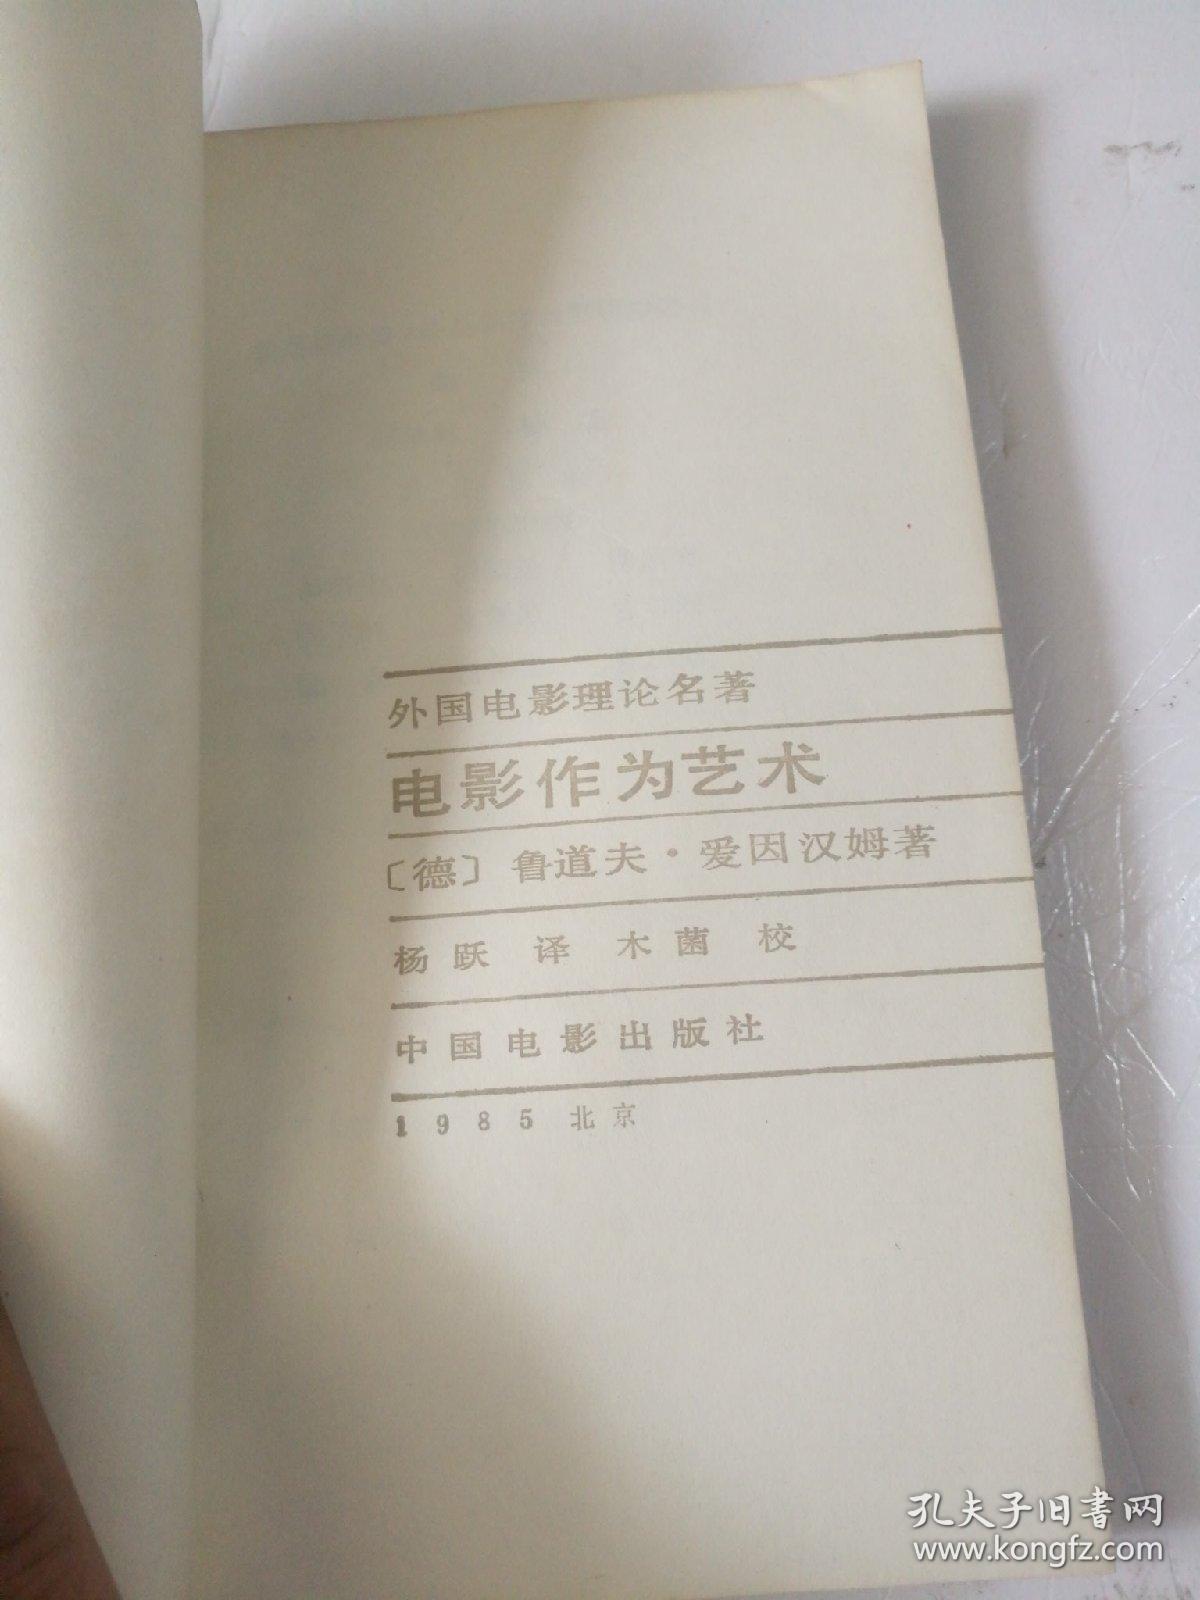 外国电影理论名著
电影作为艺术
〔德〕鲁道夫·爱因汉姆著
杨跃 译 木菌 校
中国电影出版社
1985 北京
孔夫子旧书网
www.kongfz.com